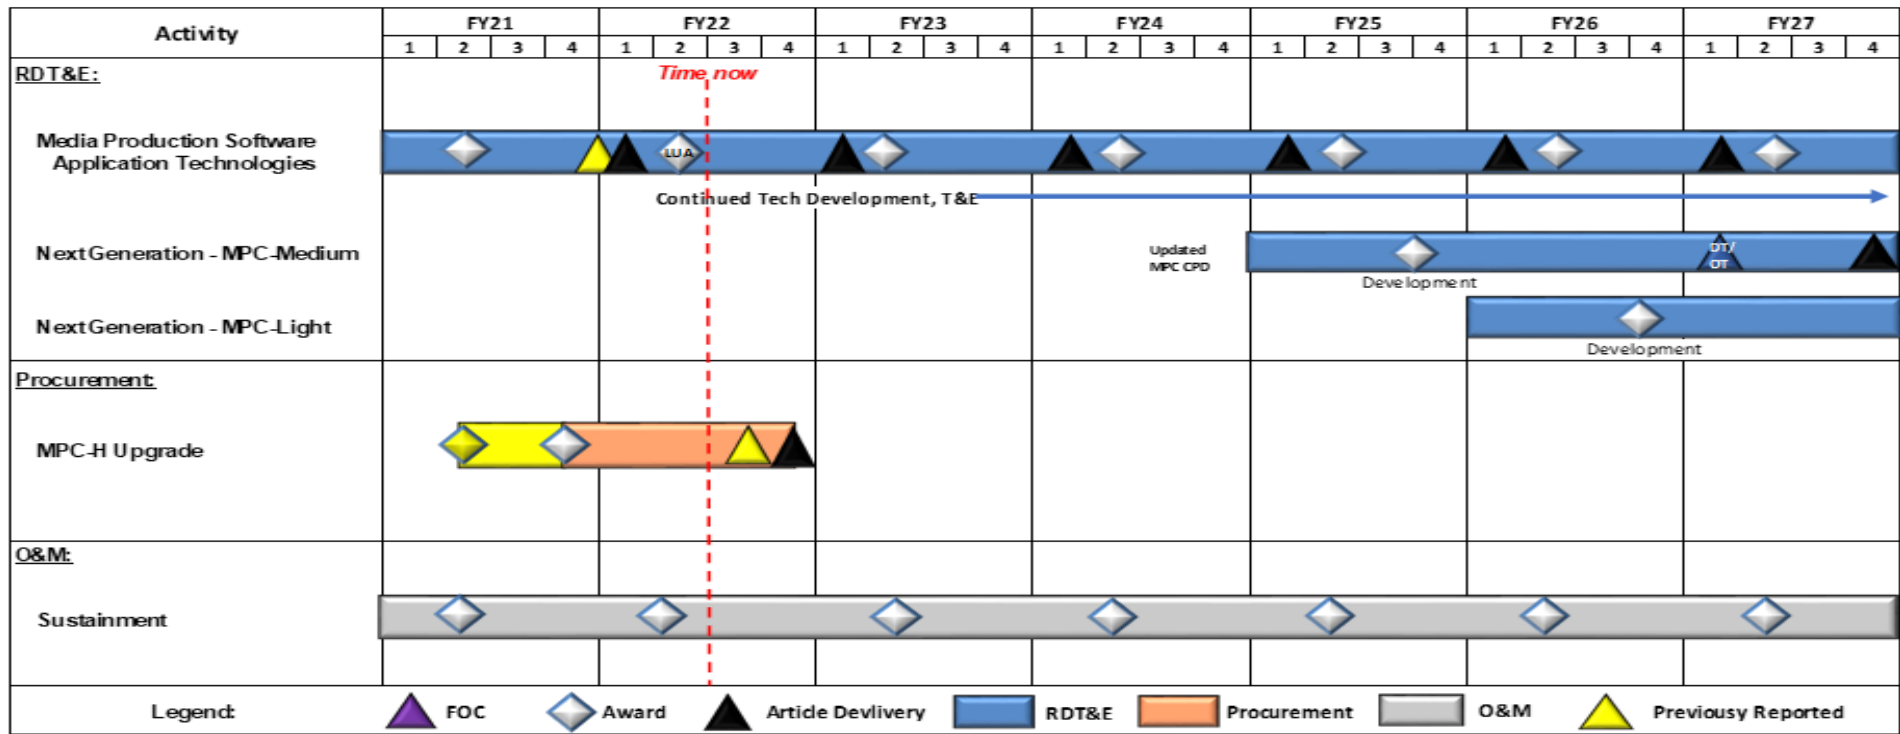 Activity
FY21 FY22 FY23 FY24 FY25 FY26 FY27
1 2 3 4 1 2 3 4 1 2 3 4 1 2 3 4 1 2 3 4 1 2 3 4 1 2 3 4
RDT&E:
Time now
Media Production Software
Application Technologies
LUA
Continued Tech Development, T&E
Next Generation - MPC-Medium
Updated
MPC CPD
DT/
OT
Development
Next Generation - MPC-Light
Development
Procurement:
MPC-H Upgrade
O&M:
Sustainment
Legend: FOC Award Article Devlivery RDT&E Procurement O&M Previousy Reported